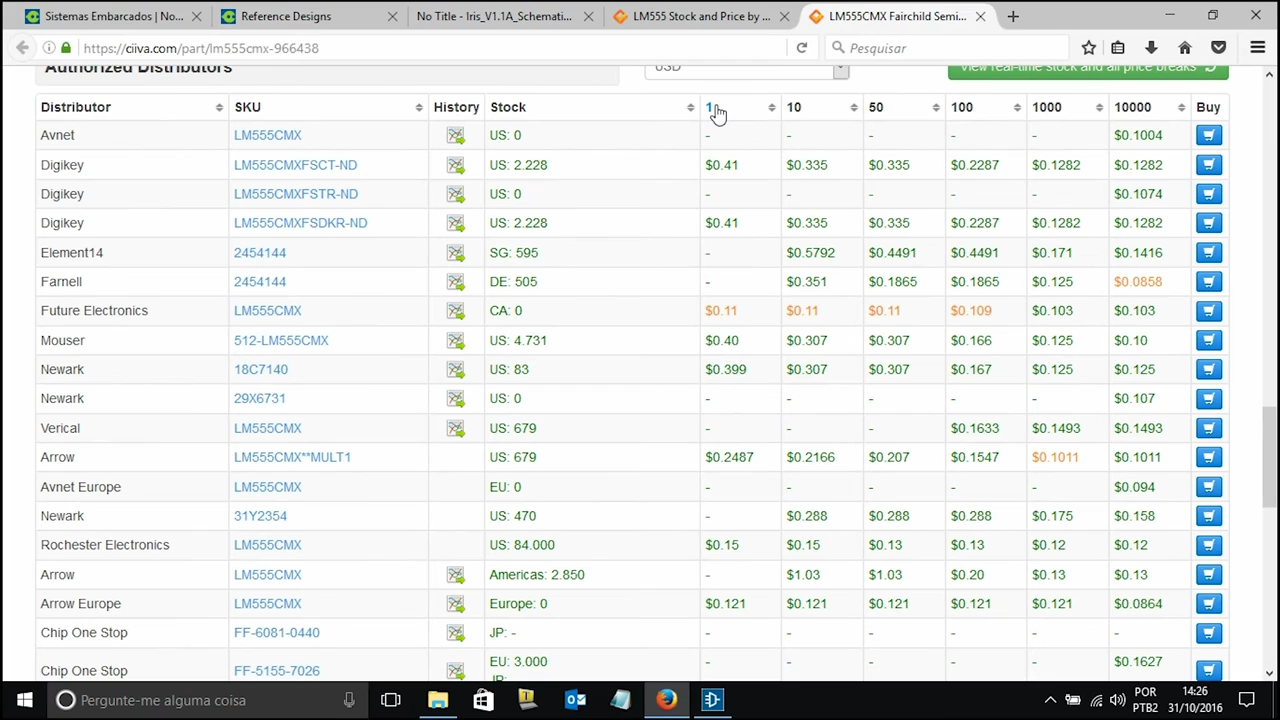 Sistemas Embarcados | No...
Reference Designs
No Title - Iris_V1.1A_Schemati...
LM555 Stock and Price by ...
LM555CMX Fairchild Semi...
https://ciiva.com/part/lm555cmx-966438
Pesquisar
Authorized Distributors
USD
View real-time stock and all price breaks
Distributor SKU History Stock 1 10 50 100 1000 10000 Buy
Avnet LM555CMX US: 0 - - - - - $0.1004
Digikey LM555CMXFSCT-ND US: 2.228 $0.41 $0.335 $0.335 $0.2287 $0.1282 $0.1282
Digikey LM555CMXFSTR-ND US: 0 - - - - - $0.1074
Digikey LM555CMXFSDKR-ND US: 2.228 $0.41 $0.335 $0.335 $0.2287 $0.1282 $0.1282
Element14 2454144 SG: 595 - $0.5792 $0.4491 $0.4491 $0.171 $0.1416
Farnell 2454144 DE: 505 - $0.351 $0.1865 $0.1865 $0.125 $0.0858
Future Electronics LM555CMX CA: 0 $0.11 $0.11 $0.11 $0.109 $0.103 $0.103
Mouser 512-LM555CMX US: 4.731 $0.40 $0.307 $0.307 $0.166 $0.125 $0.10
Newark 18C7140 US: 83 $0.399 $0.307 $0.307 $0.167 $0.125 $0.125
Newark 29X6731 US: 0 - - - - - $0.107
Verical LM555CMX US: 679 - - - $0.1633 $0.1493 $0.1493
Arrow LM555CMX**MULT1 US: 679 $0.2487 $0.2166 $0.207 $0.1547 $0.1011 $0.1011
Avnet Europe LM555CMX EU: 0 - - - - - $0.094
Newark 31Y2354 US: 470 - $0.288 $0.288 $0.288 $0.175 $0.158
Rochester Electronics LM555CMX US: 84.000 $0.15 $0.15 $0.13 $0.13 $0.12 $0.12
Arrow LM555CMX Americas: 2.850 - $1.03 $1.03 $0.20 $0.13 $0.13
Arrow Europe LM555CMX Europe: 0 $0.121 $0.121 $0.121 $0.121 $0.121 $0.0864
Chip One Stop FF-6081-0440 JP: - - - - - - -
Chip One Stop FF-5155-7026 EU: 3.000 - - - - - $0.1627
Pergunte-me alguma coisa
POR
PTB2
14:26
31/10/2016